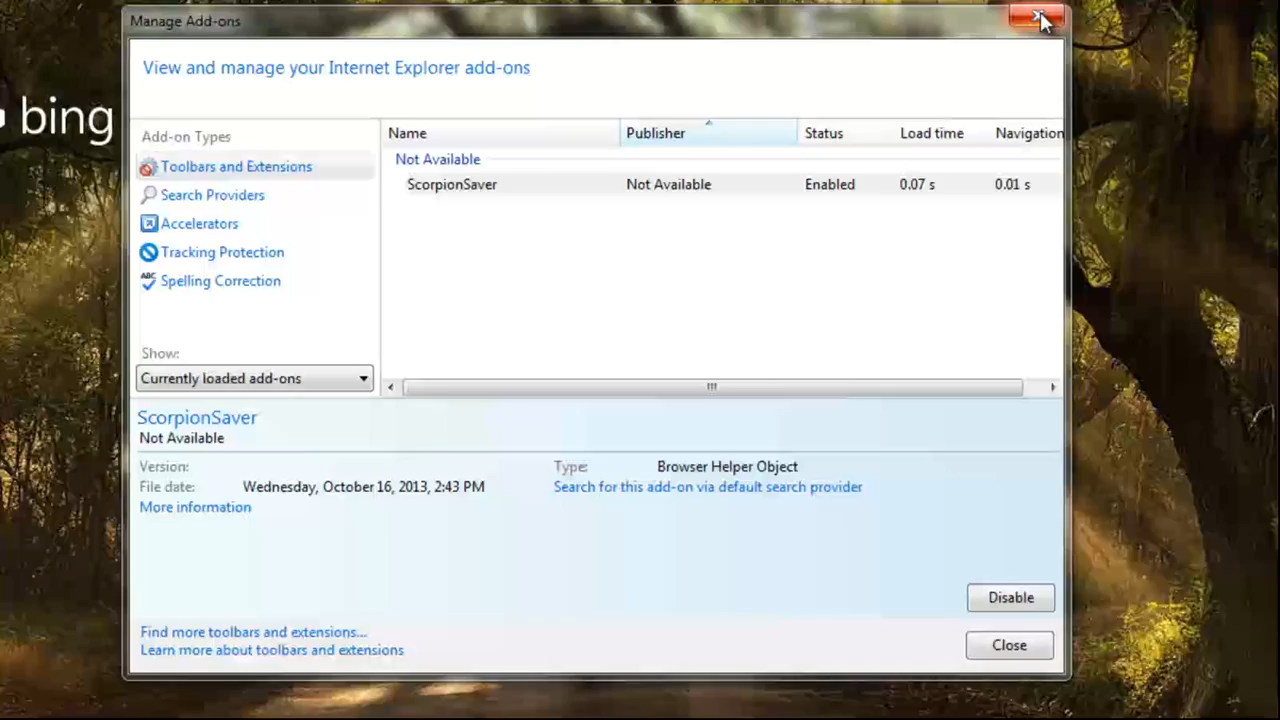 Manage Add-ons
View and manage your Internet Explorer add-ons
bing
Add-on Types
Toolbars and Extensions
Search Providers
Accelerators
Tracking Protection
ABC
Spelling Correction
Show:
Currently loaded add-ons
Name Publisher Status Load time Navigation
Not Available
ScorpionSaver Not Available Enabled 0.07 s 0.01 s
ScorpionSaver
Not Available
Version:
File date: Wednesday, October 16, 2013, 2:43 PM
More information
Type: Browser Helper Object
Search for this add-on via default search provider
Disable
Find more toolbars and extensions...
Learn more about toolbars and extensions
Close